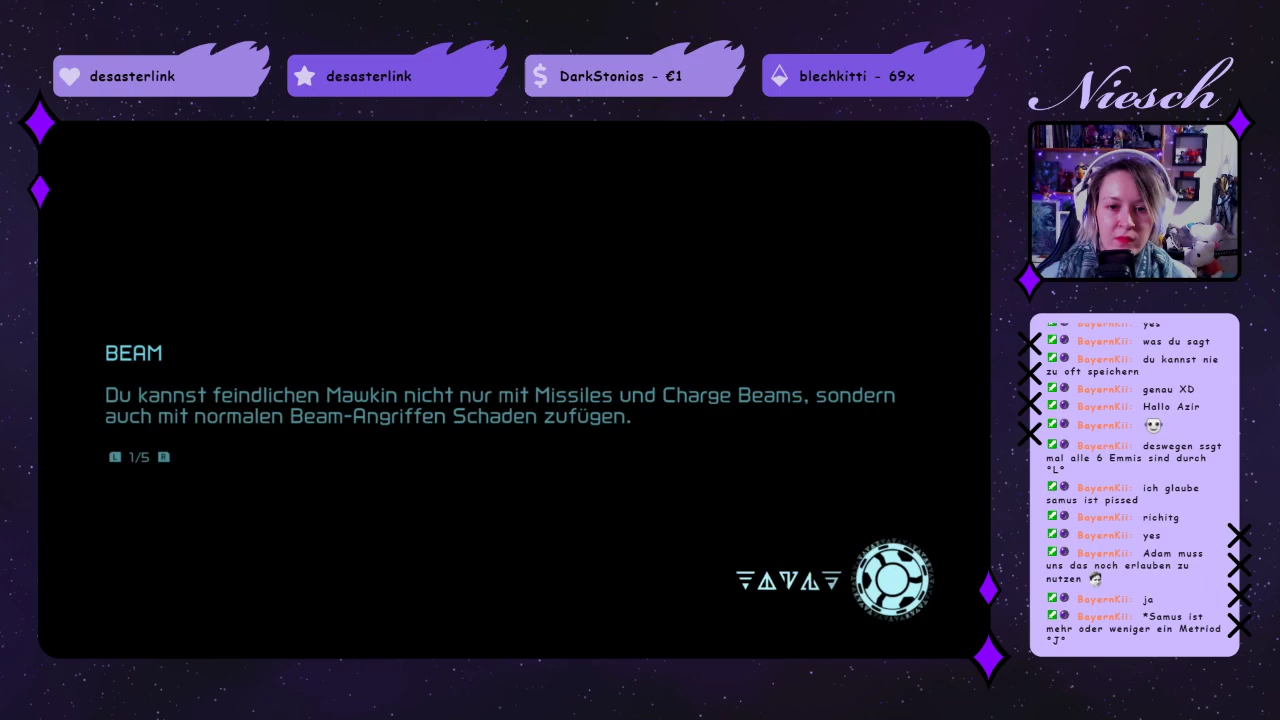 desasterlink
desasterlink
DarkStonios - €1
blechkitti - 69x
Niesch
BEAM
Du kannst feindlichen Mawkin nicht nur mit Missiles und Charge Beams, sondern
auch mit normalen Beam-Angriffen Schaden zufügen.
L 1/5 R
BayernKii: yes
BayernKii: was du sagt
BayernKii: du kannst nie
zu oft speichern
BayernKii: genau XD
BayernKii: Hallo Azir
BayernKii:
BayernKii: deswegen ssgt
mal alle 6 Emmis sind durch
°L°
BayernKii: ich glaube
samus ist pissed
BayernKii: richitg
BayernKii: yes
BayernKii: Adam muss
uns das noch erlauben zu
nutzen
BayernKii: ja
BayernKii: *Samus ist
mehr oder weniger ein Metriod
°J°